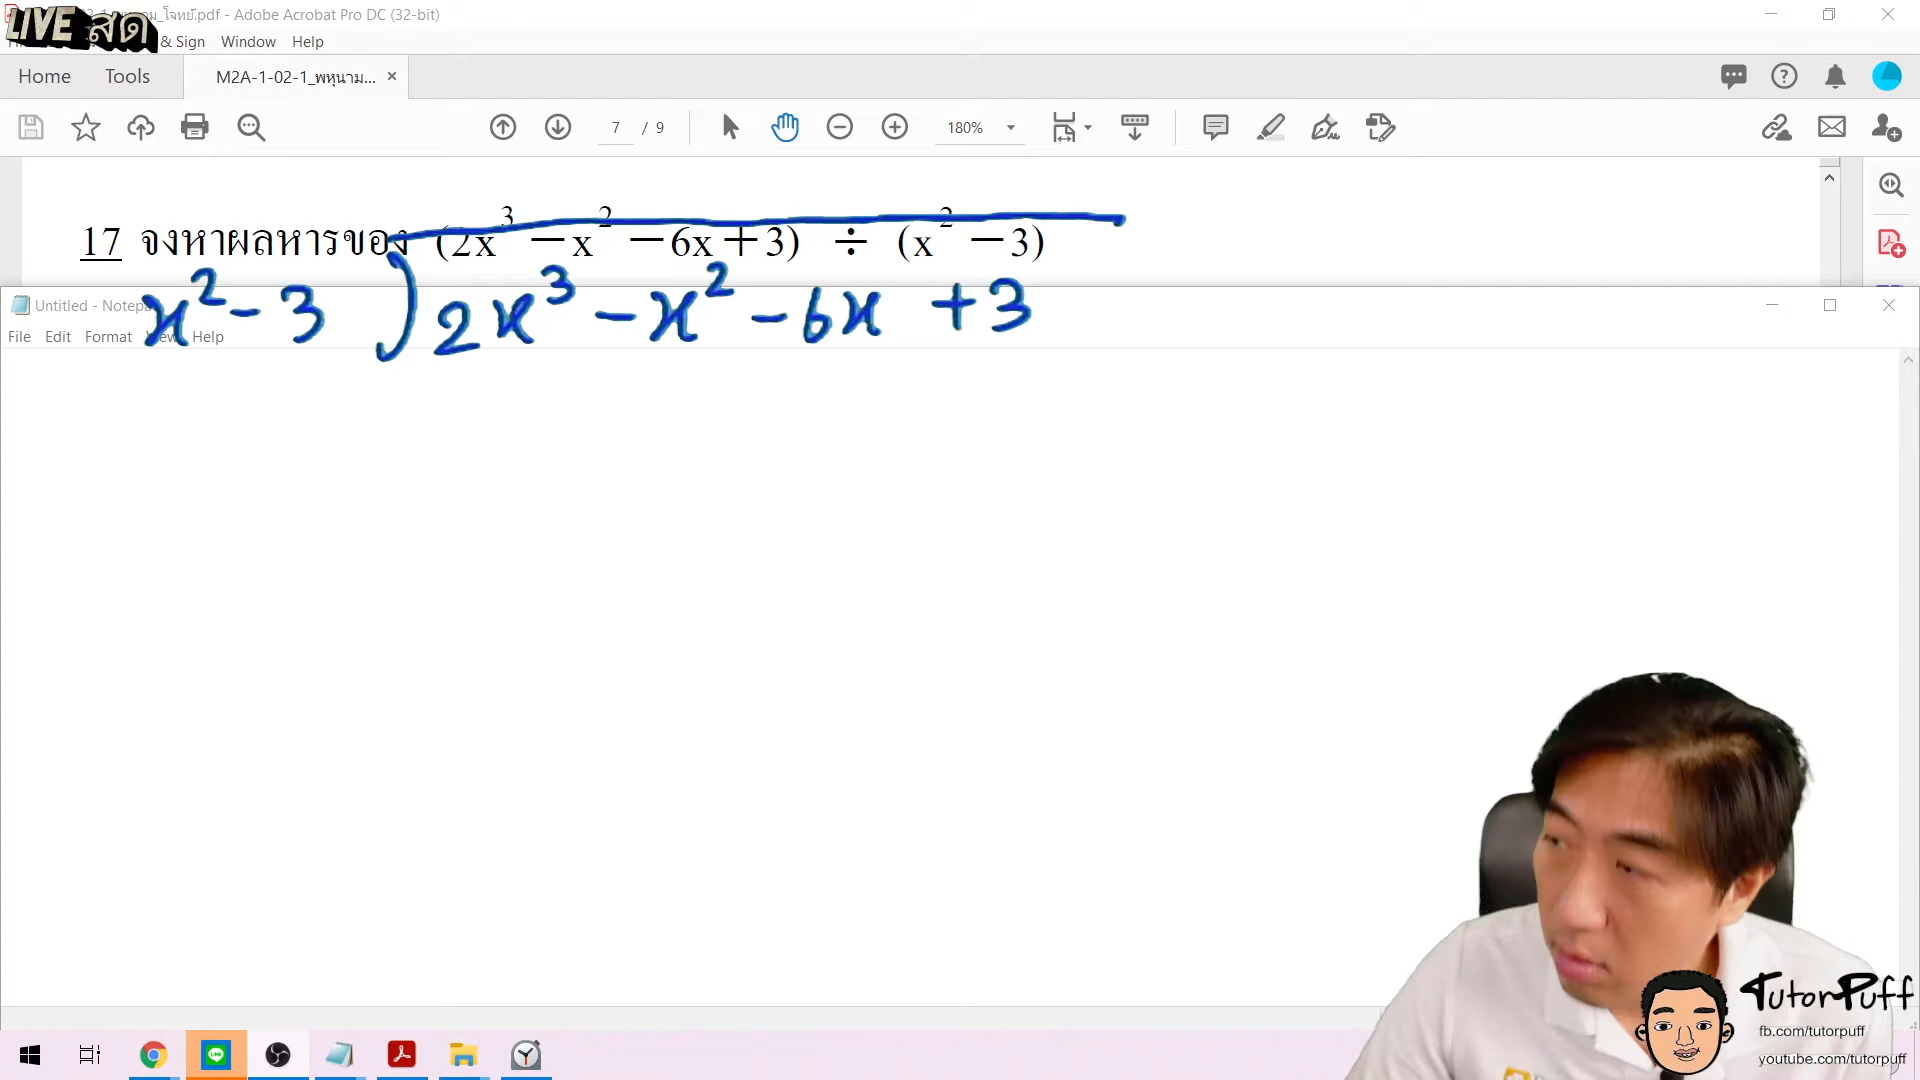 LIVE สด
โจทย์.pdf - Adobe Acrobat Pro DC (32-bit)
& Sign Window Help
Home Tools M2A-1-02-1_พหุนาม... ×
7 / 9 180%
17 จงหาผลหารของ (2x³ − x² − 6x + 3) ÷ (x² − 3)
Untitled - Notep
x² - 3 ) 2x³ - x² - 6x + 3
File Edit Format View Help
TutorPuff
fb.com/tutorpuff
youtube.com/tutorpuff